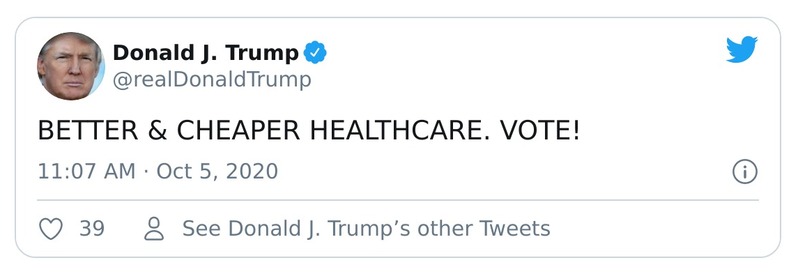 Donald J. Trump
@realDonaldTrump
BETTER & CHEAPER HEALTHCARE. VOTE!
11:07 AM · Oct 5, 2020
39 See Donald J. Trump’s other Tweets